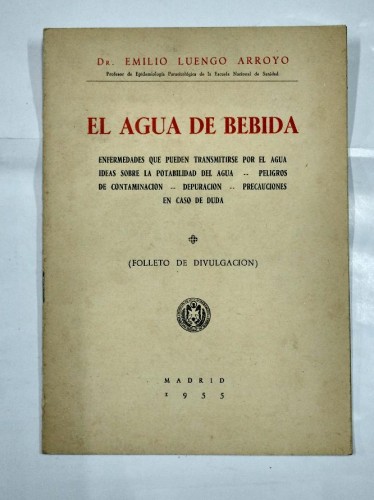 DR. EMILIO LUENGO ARROYO
Profesor de Epidemiología Parasitológica de la Escuela Nacional de Sanidad.
EL AGUA DE BEBIDA
ENFERMEDADES QUE PUEDEN TRANSMITIRSE POR EL AGUA
IDEAS SOBRE LA POTABILIDAD DEL AGUA -- PELIGROS
DE CONTAMINACION -- DEPURACION -- PRECAUCIONES
EN CASO DE DUDA
(FOLLETO DE DIVULGACION)
MADRID
1955